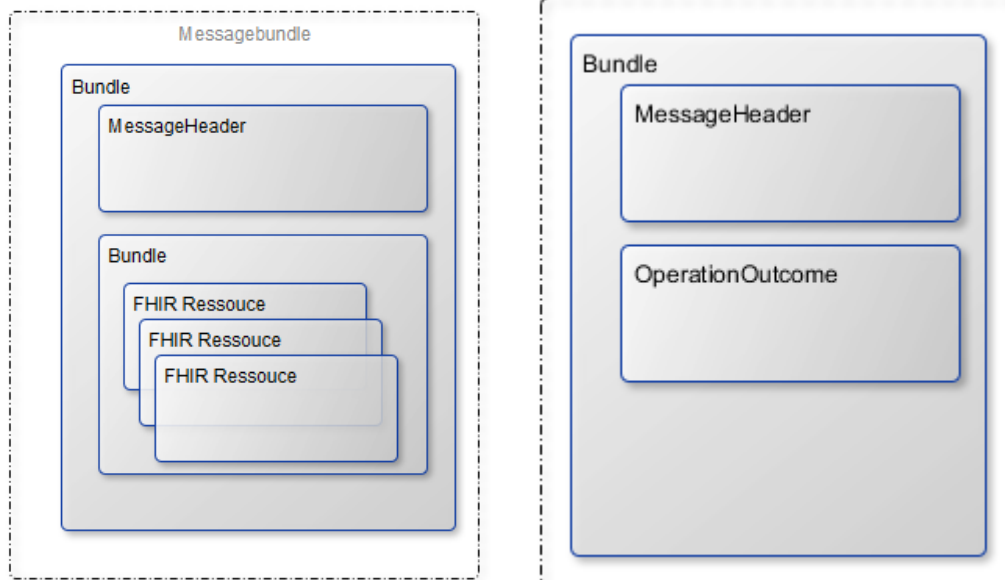 Messagebundle
Bundle
MessageHeader
Bundle
FHIR Ressouce
FHIR Ressouce
FHIR Ressouce
Bundle
MessageHeader
OperationOutcome